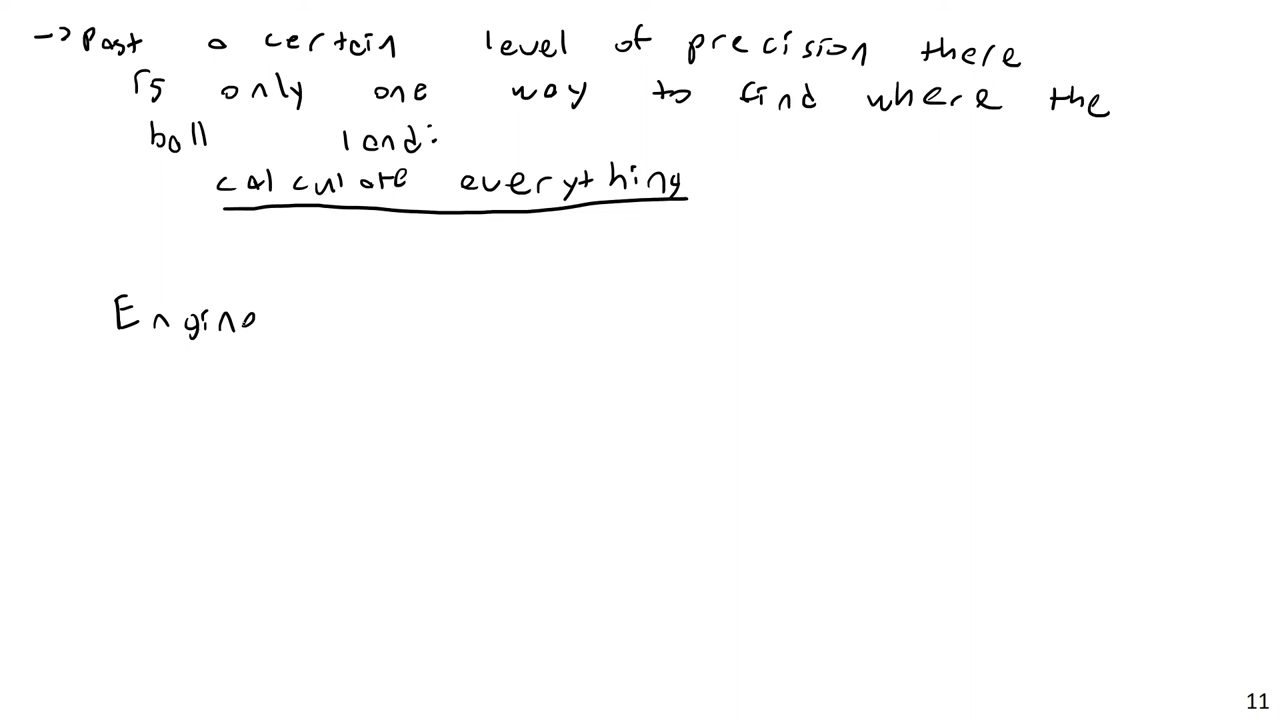 -> Past a certain level of precision there
is only one way to find where the
ball land:
calculate everything
Engine
11